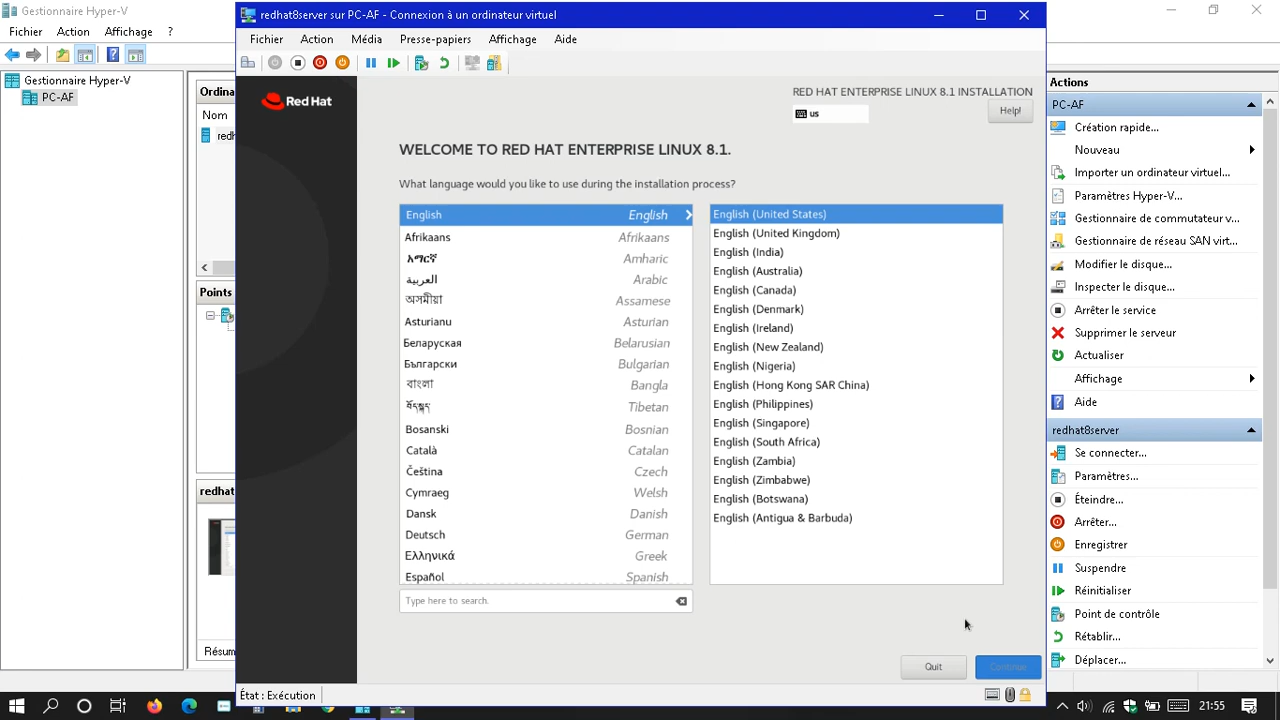 redhat8server sur PC-AF - Connexion à un ordinateur virtuel
Fichier Action Média Presse-papiers Affichage Aide
Gestionnaire Hyper-V
Fichier Action Affichage ?
Gestionnaire Hyper-V
PC-AF
Ordina
Nom
redh
Points
redhat
Résum
Red Hat
RED HAT ENTERPRISE LINUX 8.1 INSTALLATION
us
Help!
WELCOME TO RED HAT ENTERPRISE LINUX 8.1.
What language would you like to use during the installation process?
English English
Afrikaans Afrikaans
አማርኛ Amharic
العربية Arabic
অসমীয়া Assamese
Asturianu Asturian
Беларуская Belarusian
Български Bulgarian
বাংলা Bangla
བོད་སྐད་ Tibetan
Bosanski Bosnian
Català Catalan
Čeština Czech
Cymraeg Welsh
Dansk Danish
Deutsch German
Ελληνικά Greek
Español Spanish
Type here to search.
English (United States)
English (United Kingdom)
English (India)
English (Australia)
English (Canada)
English (Denmark)
English (Ireland)
English (New Zealand)
English (Nigeria)
English (Hong Kong SAR China)
English (Philippines)
English (Singapore)
English (South Africa)
English (Zambia)
English (Zimbabwe)
English (Botswana)
English (Antigua & Barbuda)
Quit
Continue
État : Exécution
Actions
PC-AF
Création rapide...
Nouveau
Importer un ordinateur virtuel...
Paramètres Hyper-V...
Gestionnaire de commutateur v...
Gestionnaire de réseau SAN virt...
Modifier le disque...
Inspecter le disque...
Arrêter le service
Supprimer le serveur
Actualiser
Affichage
Aide
redhat8server
Se connecter...
Paramètres...
Éteindre...
Arrêter...
Enregistrer
Suspendre
Réinitialiser
Point de contrôle
Rétablir...
Déplacer...
21:55